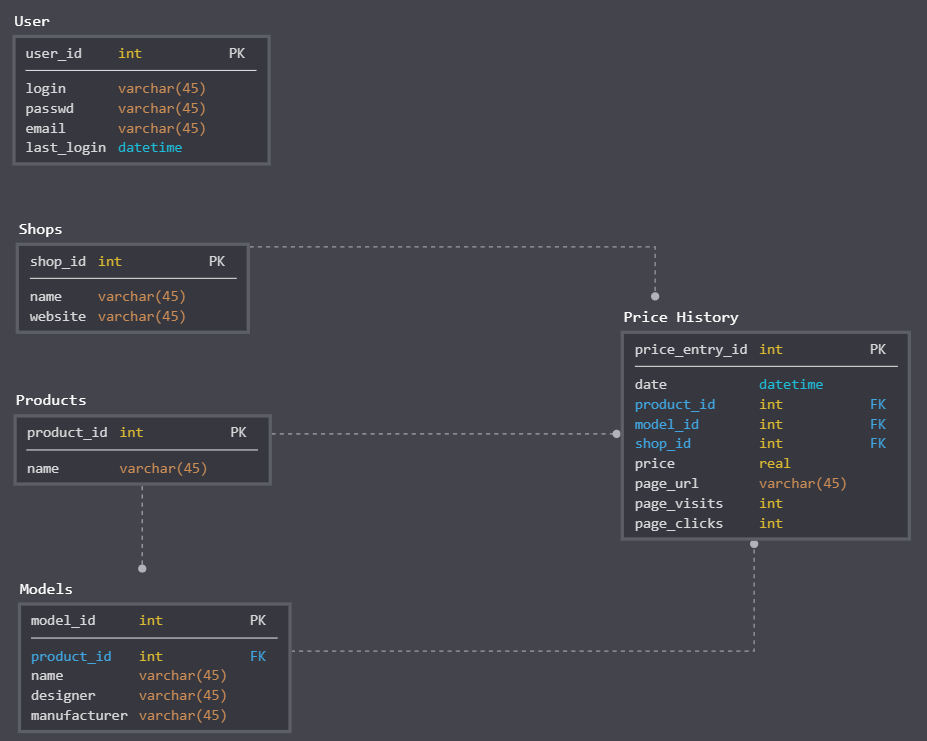 User
user_id int PK
login varchar(45)
passwd varchar(45)
email varchar(45)
last_login datetime
Shops
shop_id int PK
name varchar(45)
website varchar(45)
Products
product_id int PK
name varchar(45)
Models
model_id int PK
product_id int FK
name varchar(45)
designer varchar(45)
manufacturer varchar(45)
Price History
price_entry_id int PK
date datetime
product_id int FK
model_id int FK
shop_id int FK
price real
page_url varchar(45)
page_visits int
page_clicks int